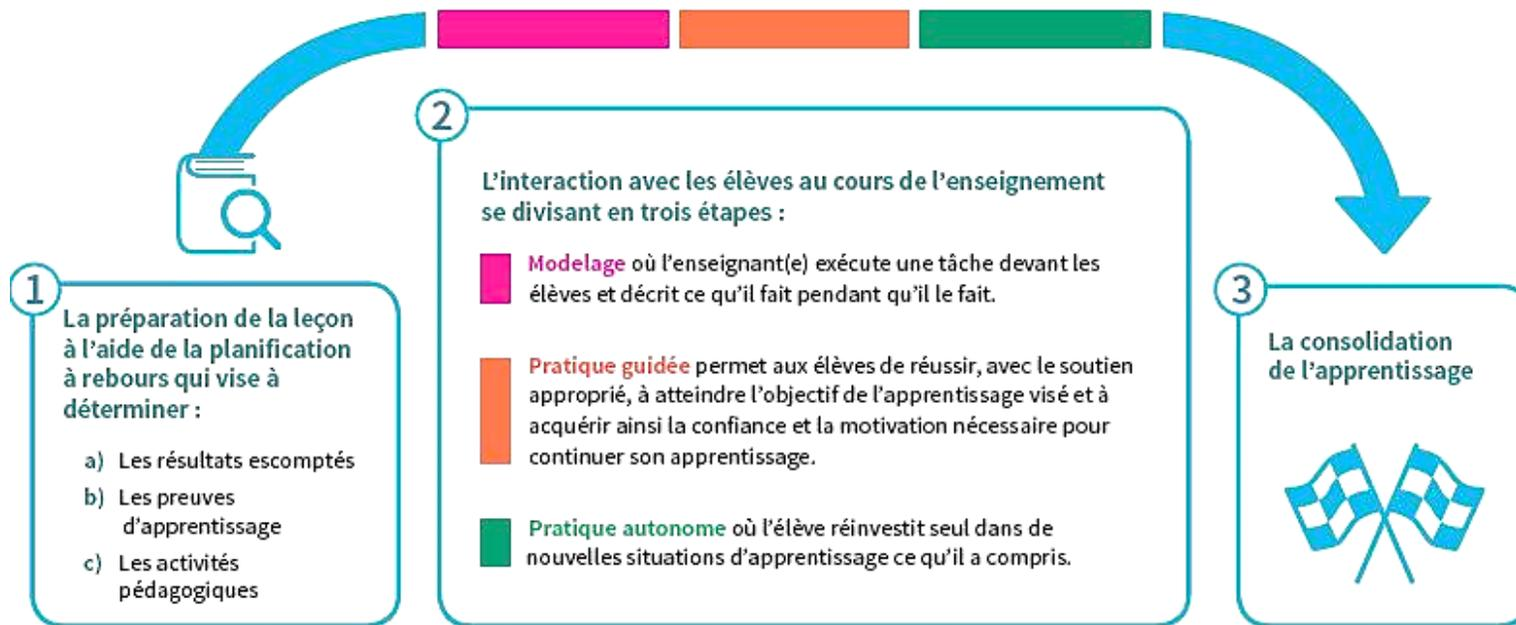 1
La préparation de la leçon
à l'aide de la planification
à rebours qui vise à
déterminer :
a) Les résultats escomptés
b) Les preuves
d'apprentissage
c) Les activités
pédagogiques
2
L'interaction avec les élèves au cours de l'enseignement
se divisant en trois étapes :
Modelage où l'enseignant(e) exécute une tâche devant les
élèves et décrit ce qu'il fait pendant qu'il le fait.
Pratique guidée permet aux élèves de réussir, avec le soutien
approprié, à atteindre l'objectif de l'apprentissage visé et à
acquérir ainsi la confiance et la motivation nécessaire pour
continuer son apprentissage.
Pratique autonome où l'élève réinvestit seul dans de
nouvelles situations d'apprentissage ce qu'il a compris.
3
La consolidation
de l'apprentissage